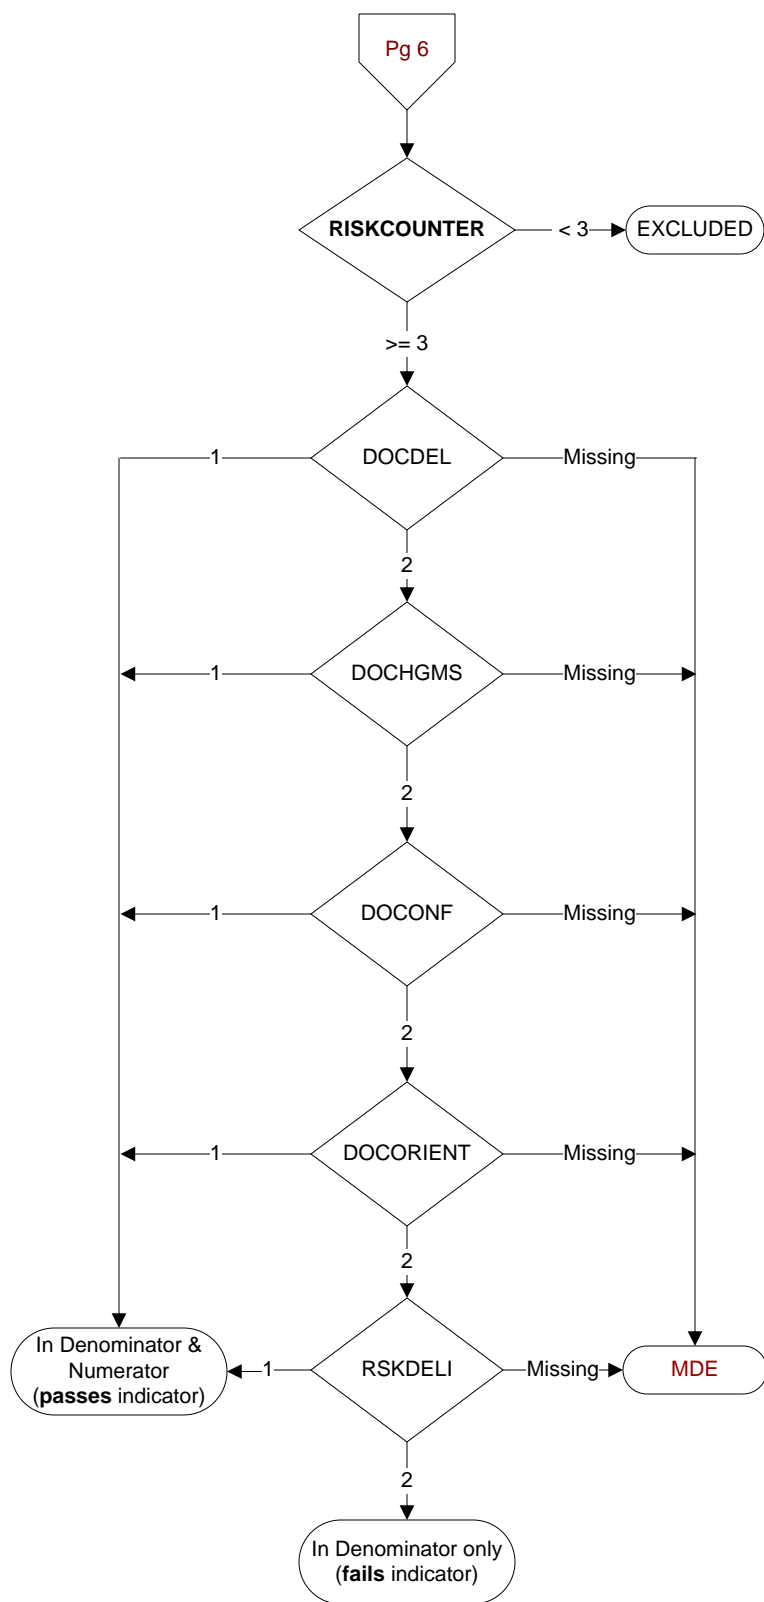 Pg 6
RISKCOUNTER
< 3
EXCLUDED
>= 3
1
DOCDEL
Missing
2
1
DOCHGMS
Missing
2
1
DOCONF
Missing
2
1
DOCORIENT
Missing
2
In Denominator &
Numerator
(passes indicator)
1
RSKDELI
Missing
MDE
2
In Denominator only
(fails indicator)